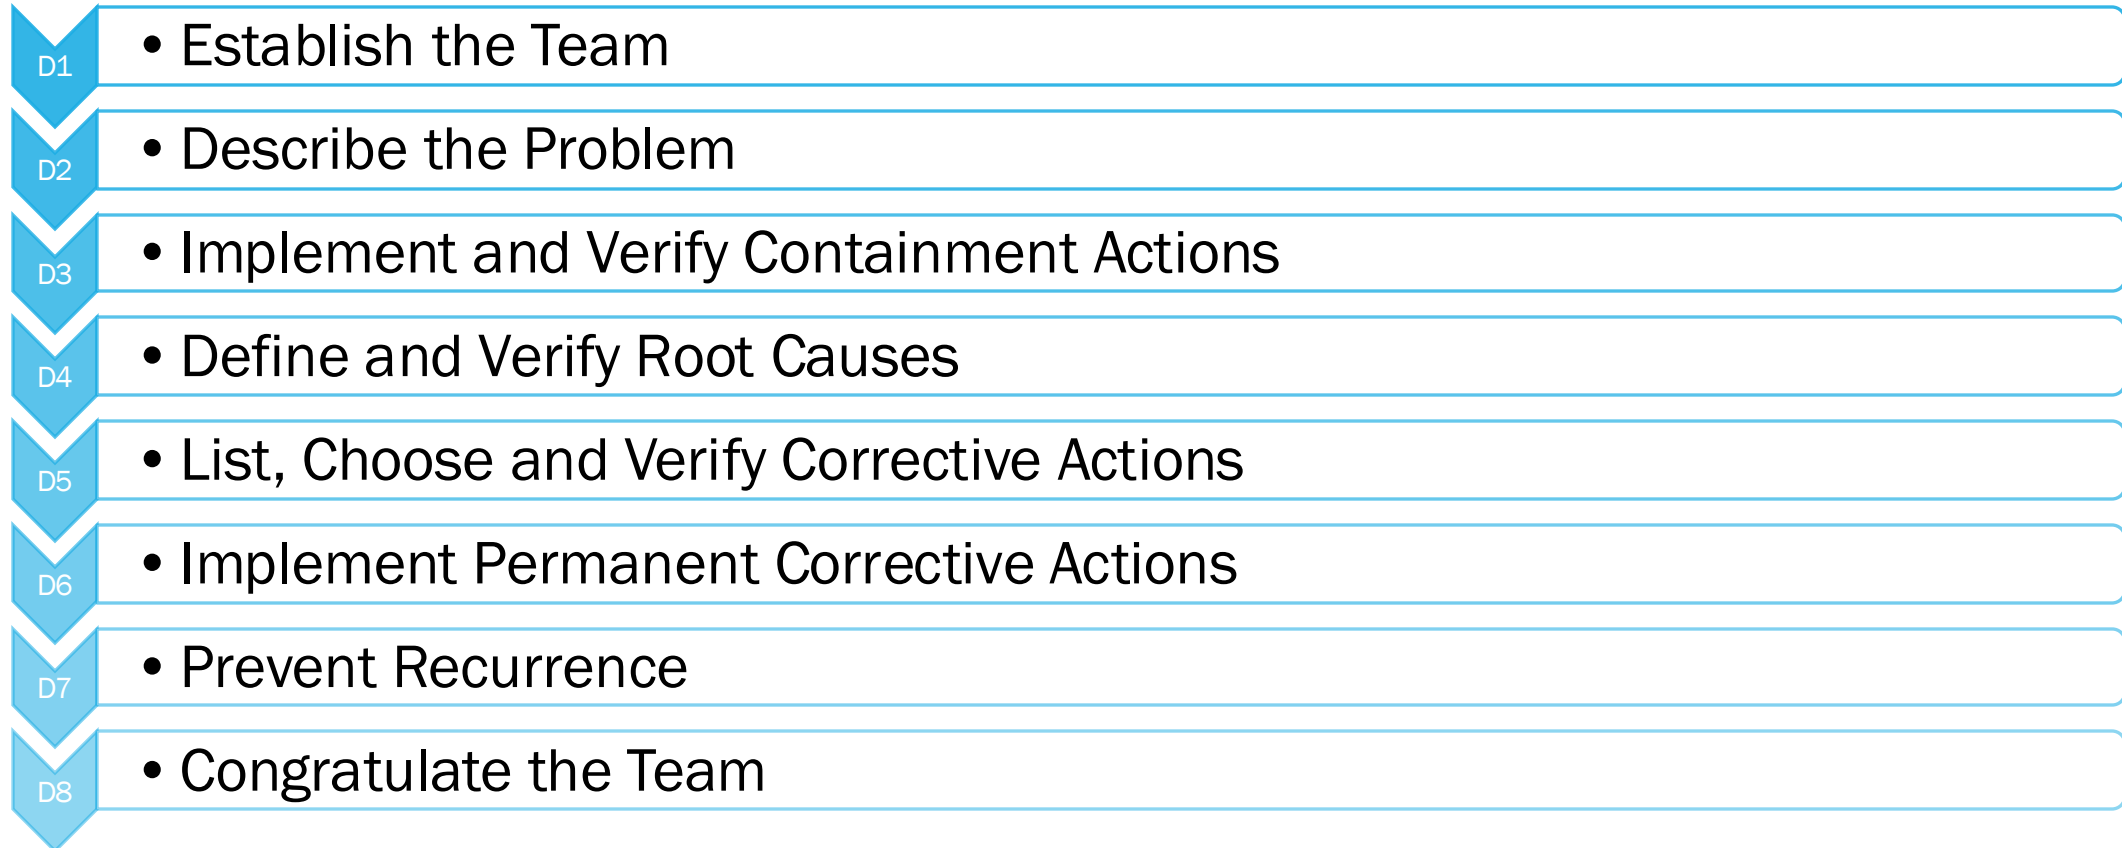 D1
• Establish the Team
D2
• Describe the Problem
D3
• Implement and Verify Containment Actions
D4
• Define and Verify Root Causes
D5
• List, Choose and Verify Corrective Actions
D6
• Implement Permanent Corrective Actions
D7
• Prevent Recurrence
D8
• Congratulate the Team